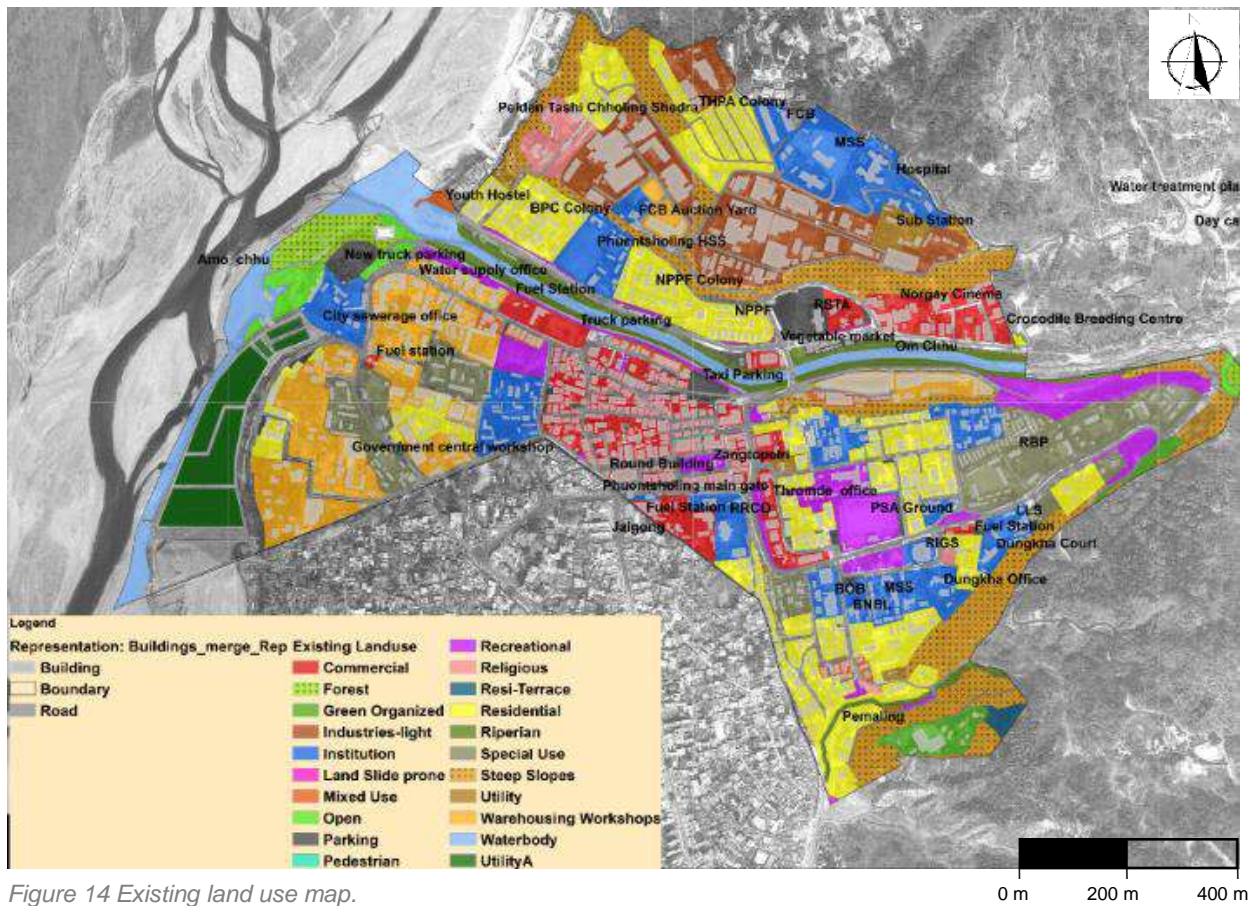 Pelden Tashi Chholing Shedra
THPA Colony
FCB
MSS
Hospital
Water treatment pla
Day ca
Youth Hostel
BPC Colony
FCB Auction Yard
Sub Station
Phuentsholing HSS
Amo_chhu
New truck parking
Water supply office
NPPF Colony
Fuel Station
Norgay Cinema
NPPF
RSTA
City sewerage office
Truck parking
Crocodile Breeding Centre
Vegetable market
Om Chhu
Fuel station
Taxi Parking
Government central workshop
RBP
Zangtopelri
Round Building
Phuentsholing main gate
Thromde_office
Fuel Station
RRCO
PSA Ground
LLS
Jaigong
Fuel Station
RIGS
Dungkha Court
Dungkha Office
BOB
MSS
BNBL
Pemaling
Legend
Representation: Buildings_merge_Rep
Building
Boundary
Road
Existing Landuse
Commercial
Forest
Green Organized
Industries-light
Institution
Land Slide prone
Mixed Use
Open
Parking
Pedestrian
Recreational
Religious
Resi-Terrace
Residential
Riperian
Special Use
Steep Slopes
Utility
Warehousing Workshops
Waterbody
UtilityA
0 m 200 m 400 m
Figure 14 Existing land use map.